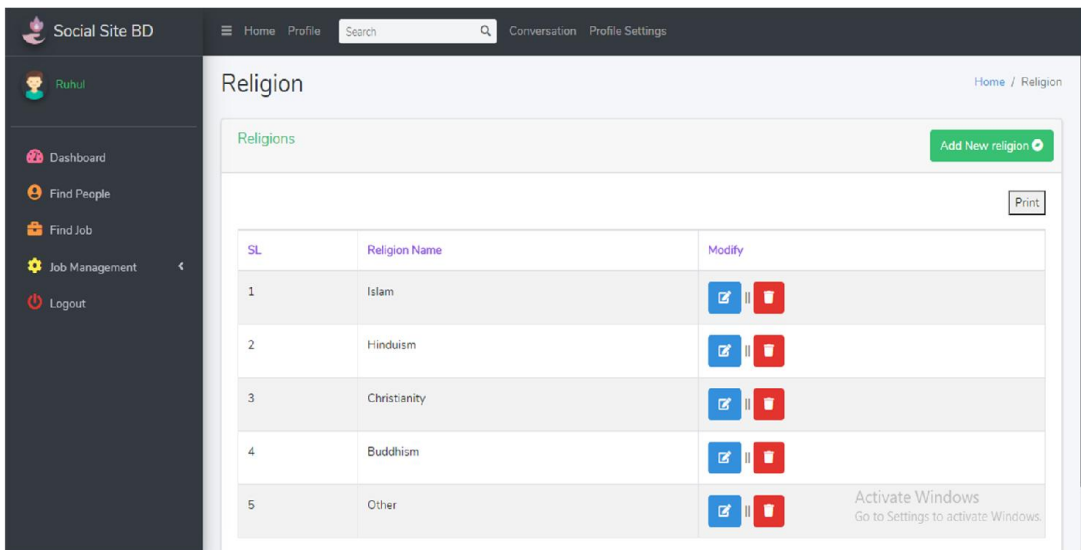 Social Site BD
Home Profile Search Conversation Profile Settings
Ruhul
Dashboard
Find People
Find Job
Job Management
Logout
Religion
Home / Religion
Religions
Add New religion
Print
SL Religion Name Modify
1 Islam ||
2 Hinduism ||
3 Christianity ||
4 Buddhism ||
5 Other ||
Activate Windows
Go to Settings to activate Windows.